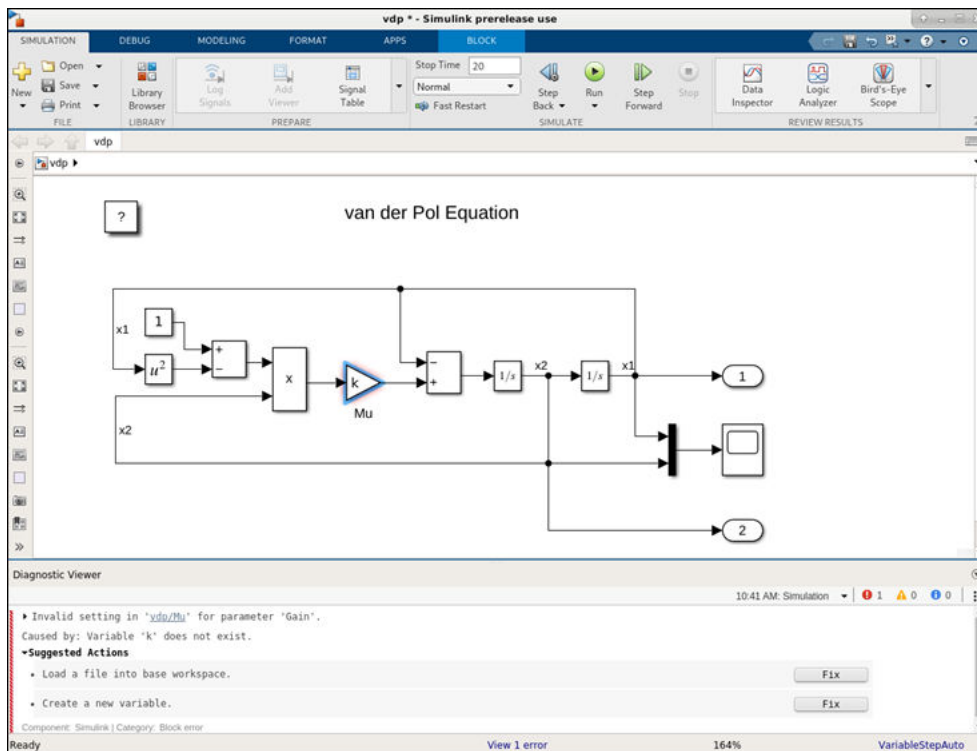 vdp * - Simulink prerelease use
SIMULATION DEBUG MODELING FORMAT APPS BLOCK
New
Open
Save
Print
FILE
Library Browser
LIBRARY
Log Signals
Add Viewer
Signal Table
PREPARE
Stop Time 20
Normal
Fast Restart
Step Back
Run
Step Forward
Stop
SIMULATE
Data Inspector
Logic Analyzer
Bird's-Eye Scope
REVIEW RESULTS
vdp
vdp
?
van der Pol Equation
x1
1
u²
+
−
x
k
Mu
−
+
1/s
x2
1/s
x1
1
x2
2
Diagnostic Viewer
10:41 AM: Simulation 1 0 0
Invalid setting in 'vdp/Mu' for parameter 'Gain'.
Caused by: Variable 'k' does not exist.
Suggested Actions
• Load a file into base workspace. Fix
• Create a new variable. Fix
Component: Simulink | Category: Block error
Ready View 1 error 164% VariableStepAuto